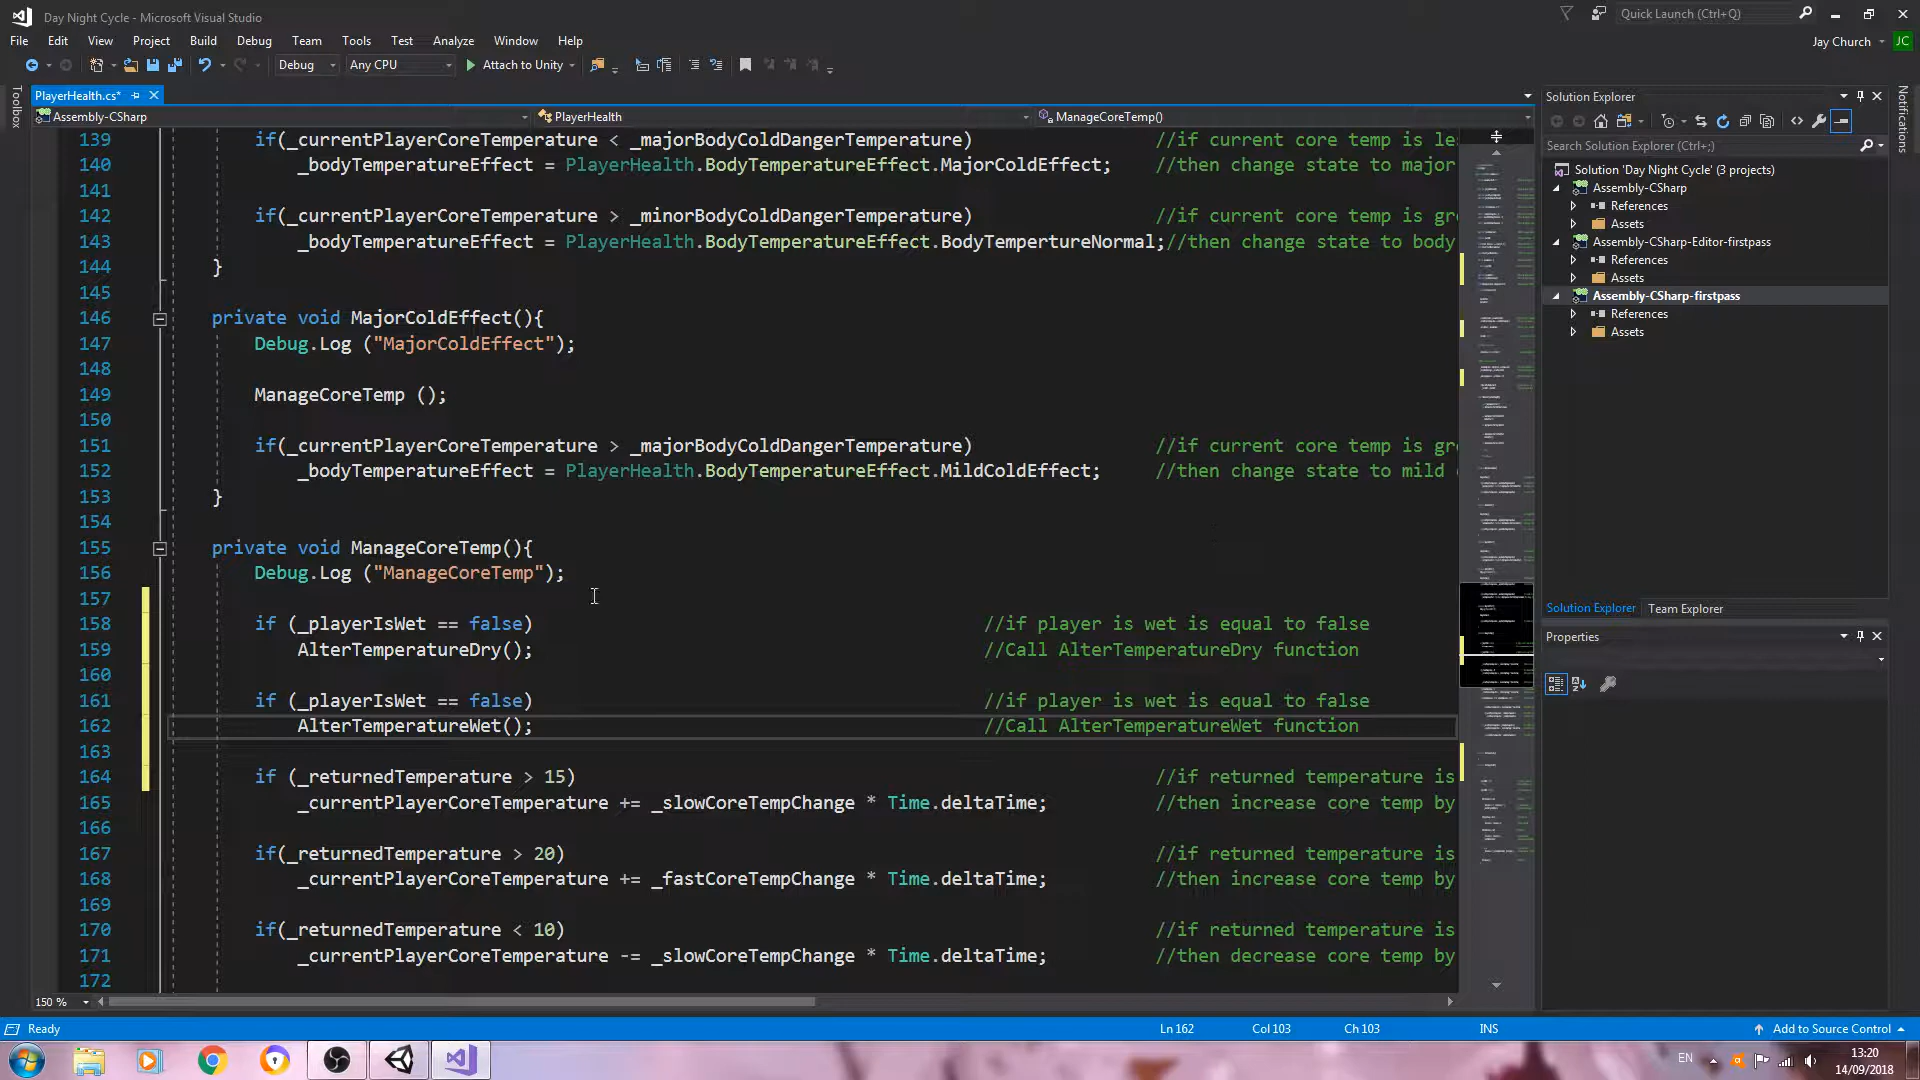 Day Night Cycle - Microsoft Visual Studio
Quick Launch (Ctrl+Q)
File Edit View Project Build Debug Team Tools Test Analyze Window Help
Jay Church JC
Debug Any CPU Attach to Unity
Toolbox
PlayerHealth.cs*
Assembly-CSharp PlayerHealth ManageCoreTemp()
139 if(_currentPlayerCoreTemperature < _majorBodyColdDangerTemperature) //if current core temp is le
140 _bodyTemperatureEffect = PlayerHealth.BodyTemperatureEffect.MajorColdEffect; //then change state to major
141
142 if(_currentPlayerCoreTemperature > _minorBodyColdDangerTemperature) //if current core temp is gr
143 _bodyTemperatureEffect = PlayerHealth.BodyTemperatureEffect.BodyTempertureNormal;//then change state to body
144 }
145
146 private void MajorColdEffect(){
147 Debug.Log ("MajorColdEffect");
148
149 ManageCoreTemp ();
150
151 if(_currentPlayerCoreTemperature > _majorBodyColdDangerTemperature) //if current core temp is gr
152 _bodyTemperatureEffect = PlayerHealth.BodyTemperatureEffect.MildColdEffect; //then change state to mild
153 }
154
155 private void ManageCoreTemp(){
156 Debug.Log ("ManageCoreTemp");
157
158 if (_playerIsWet == false) //if player is wet is equal to false
159 AlterTemperatureDry(); //Call AlterTemperatureDry function
160
161 if (_playerIsWet == false) //if player is wet is equal to false
162 AlterTemperatureWet(); //Call AlterTemperatureWet function
163
164 if (_returnedTemperature > 15) //if returned temperature is
165 _currentPlayerCoreTemperature += _slowCoreTempChange * Time.deltaTime; //then increase core temp by
166
167 if(_returnedTemperature > 20) //if returned temperature is
168 _currentPlayerCoreTemperature += _fastCoreTempChange * Time.deltaTime; //then increase core temp by
169
170 if(_returnedTemperature < 10) //if returned temperature is
171 _currentPlayerCoreTemperature -= _slowCoreTempChange * Time.deltaTime; //then decrease core temp by
172
150 %
Solution Explorer
Search Solution Explorer (Ctrl+;)
Solution 'Day Night Cycle' (3 projects)
Assembly-CSharp
References
Assets
Assembly-CSharp-Editor-firstpass
References
Assets
Assembly-CSharp-firstpass
References
Assets
Solution Explorer Team Explorer
Properties
Notifications
Ready Ln 162 Col 103 Ch 103 INS Add to Source Control
EN
13:20
14/09/2018